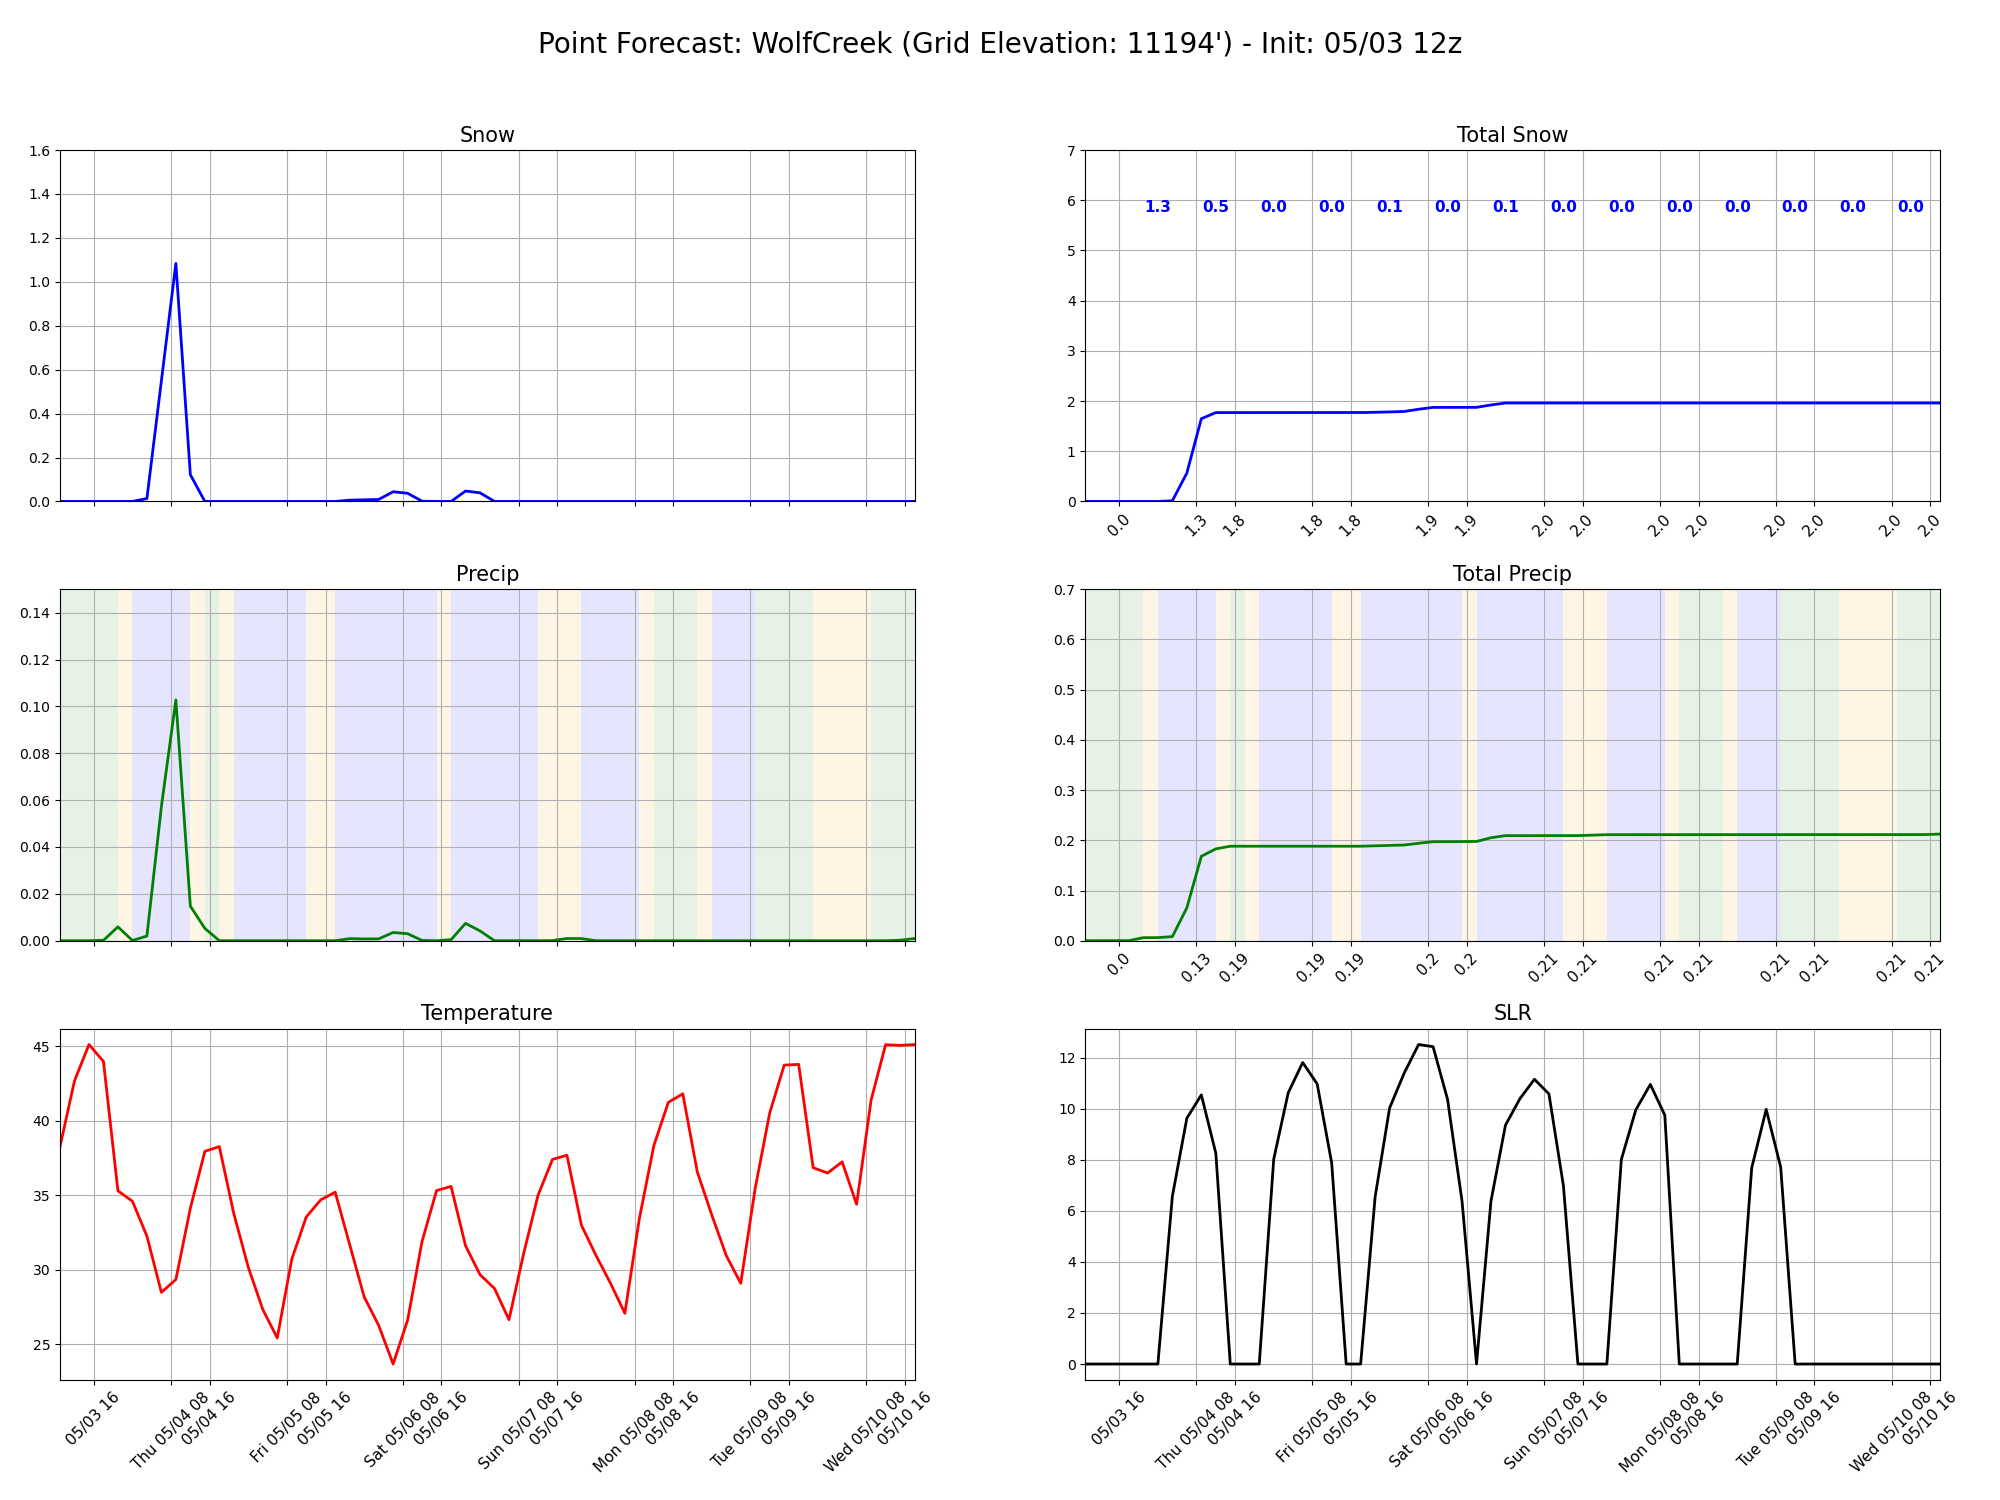 Point Forecast: WolfCreek (Grid Elevation: 11194') - Init: 05/03 12z
Snow
1.6
1.4
1.2
1.0
0.8
0.6
0.4
0.2
0.0
Total Snow
7
6
5
4
3
2
1
0
1.3 0.5 0.0 0.0 0.1 0.0 0.1 0.0 0.0 0.0 0.0 0.0 0.0 0.0
0.0 1.3 1.8 1.8 1.8 1.9 1.9 2.0 2.0 2.0 2.0 2.0 2.0 2.0 2.0
Precip
0.14
0.12
0.10
0.08
0.06
0.04
0.02
0.00
Total Precip
0.7
0.6
0.5
0.4
0.3
0.2
0.1
0.0
0.0 0.13 0.19 0.19 0.19 0.2 0.2 0.21 0.21 0.21 0.21 0.21 0.21 0.21 0.21
Temperature
45
40
35
30
25
05/03 16
Thu 05/04 08
05/04 16
Fri 05/05 08
05/05 16
Sat 05/06 08
05/06 16
Sun 05/07 08
05/07 16
Mon 05/08 08
05/08 16
Tue 05/09 08
05/09 16
Wed 05/10 08
05/10 16
SLR
12
10
8
6
4
2
0
05/03 16
Thu 05/04 08
05/04 16
Fri 05/05 08
05/05 16
Sat 05/06 08
05/06 16
Sun 05/07 08
05/07 16
Mon 05/08 08
05/08 16
Tue 05/09 08
05/09 16
Wed 05/10 08
05/10 16